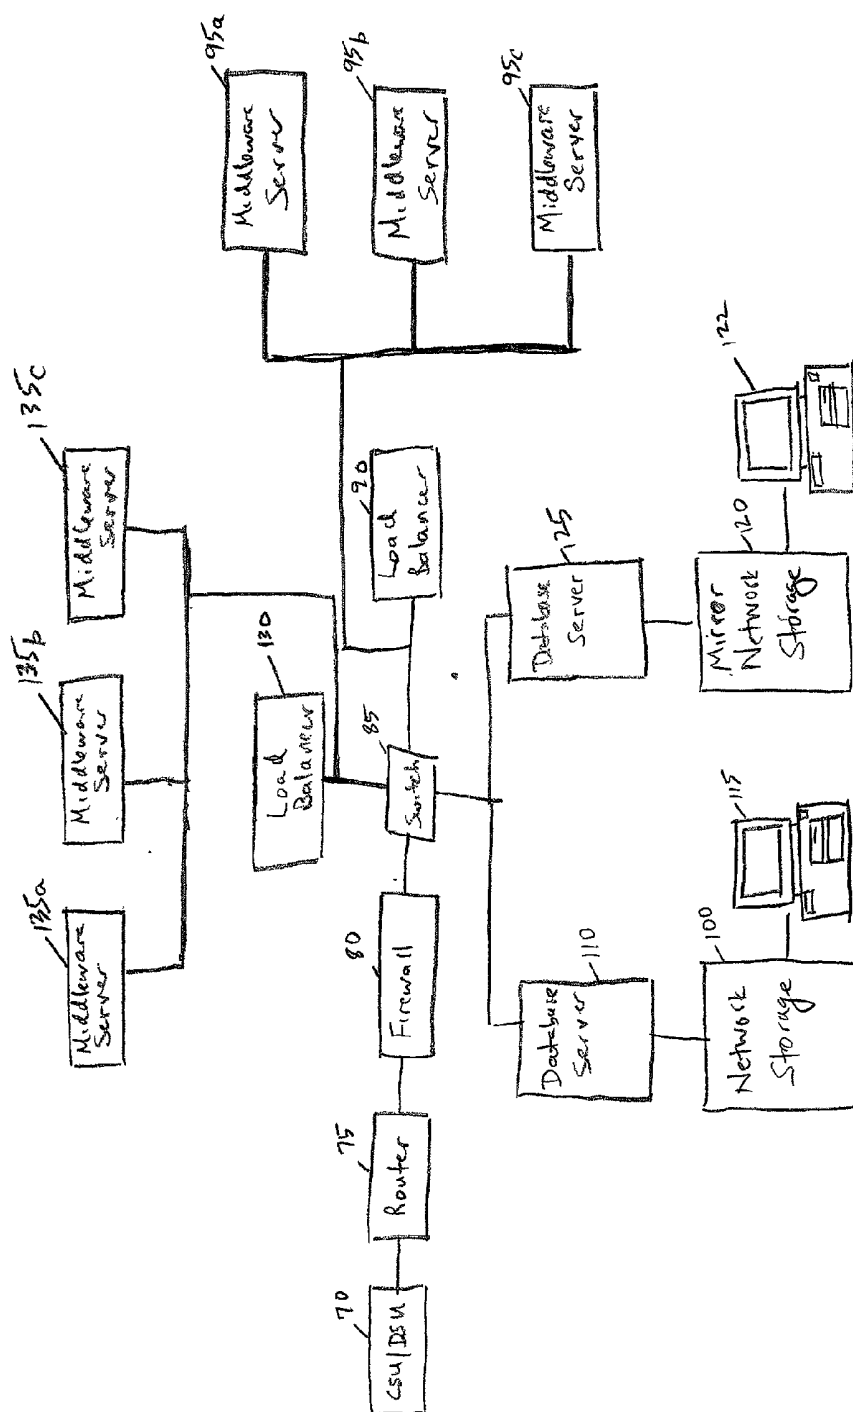 135a
Middleware
Server
135b
Middleware
Server
135c
Middleware
Server
130
Load
Balancer
70
CSU/DSU
75
Router
80
Firewall
85
Switch
90
Load
Balancer
95a
Middleware
Server
95b
Middleware
Server
95c
Middleware
Server
Database
Server
110
Database
Server
125
Network
Storage
100
115
Mirror
Network
Storage
120
122